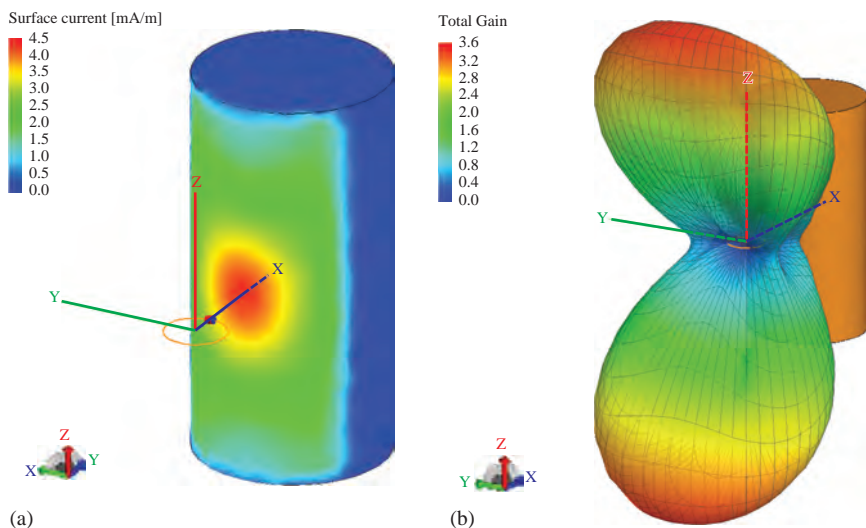 Surface current [mA/m]
4.5
4.0
3.5
3.0
2.5
2.0
1.5
1.0
0.5
0.0
Z
X
Y
Z
X
Y
(a)
Total Gain
3.6
3.2
2.8
2.4
2.0
1.6
1.2
0.8
0.4
0.0
Z
X
Y
Z
Y
X
(b)